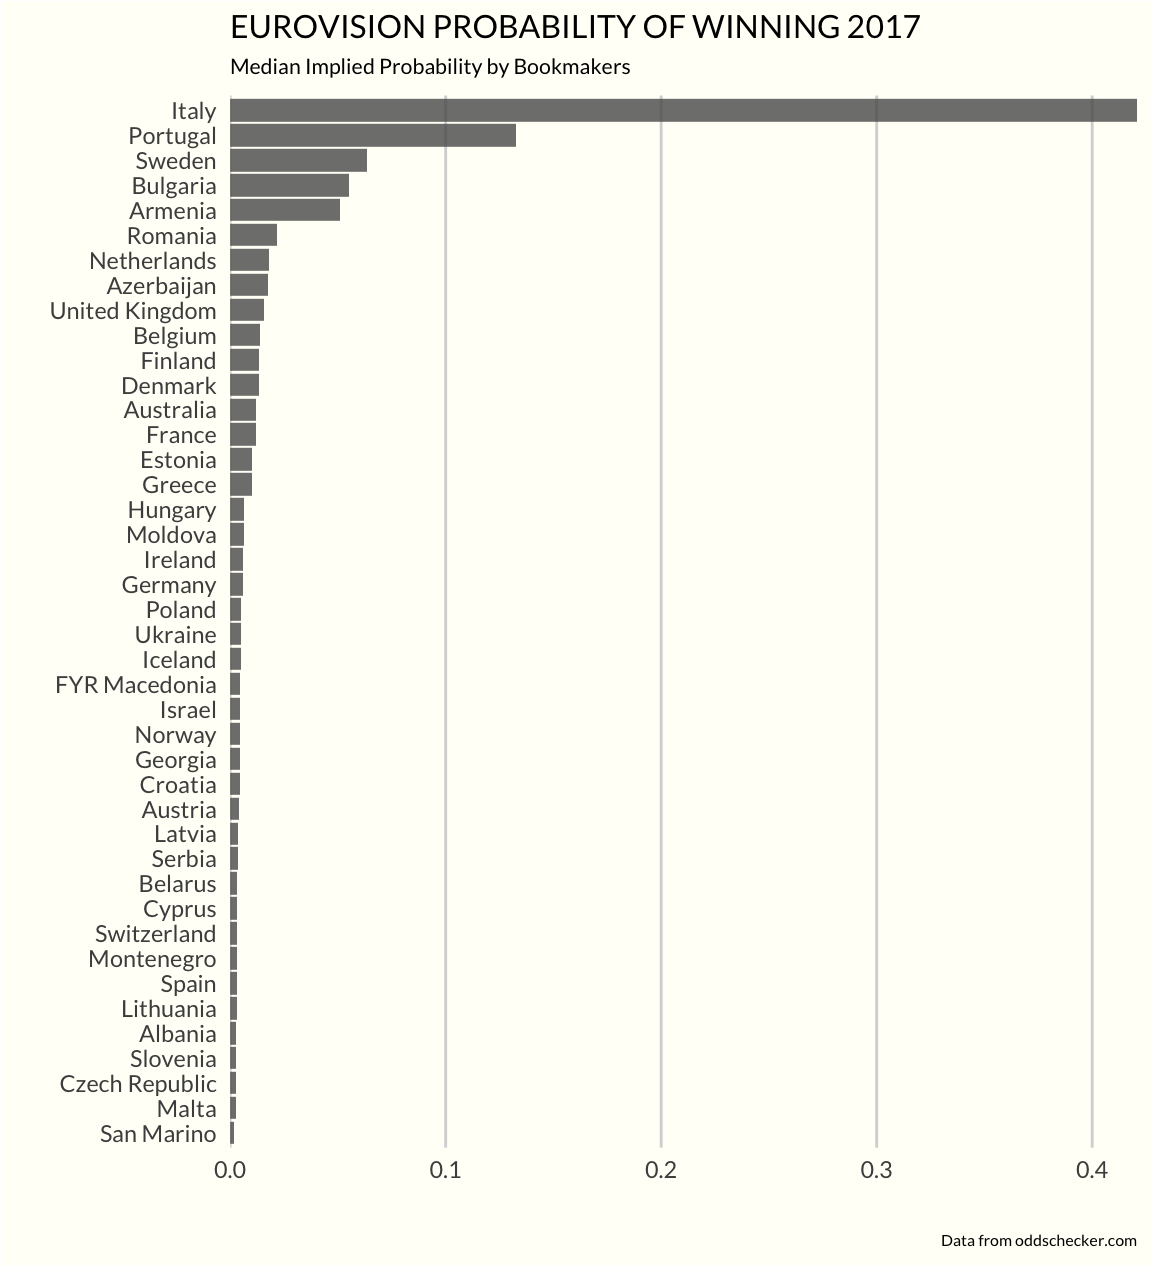 EUROVISION PROBABILITY OF WINNING 2017
Median Implied Probability by Bookmakers
Italy
Portugal
Sweden
Bulgaria
Armenia
Romania
Netherlands
Azerbaijan
United Kingdom
Belgium
Finland
Denmark
Australia
France
Estonia
Greece
Hungary
Moldova
Ireland
Germany
Poland
Ukraine
Iceland
FYR Macedonia
Israel
Norway
Georgia
Croatia
Austria
Latvia
Serbia
Belarus
Cyprus
Switzerland
Montenegro
Spain
Lithuania
Albania
Slovenia
Czech Republic
Malta
San Marino
0.0 0.1 0.2 0.3 0.4
Data from oddschecker.com